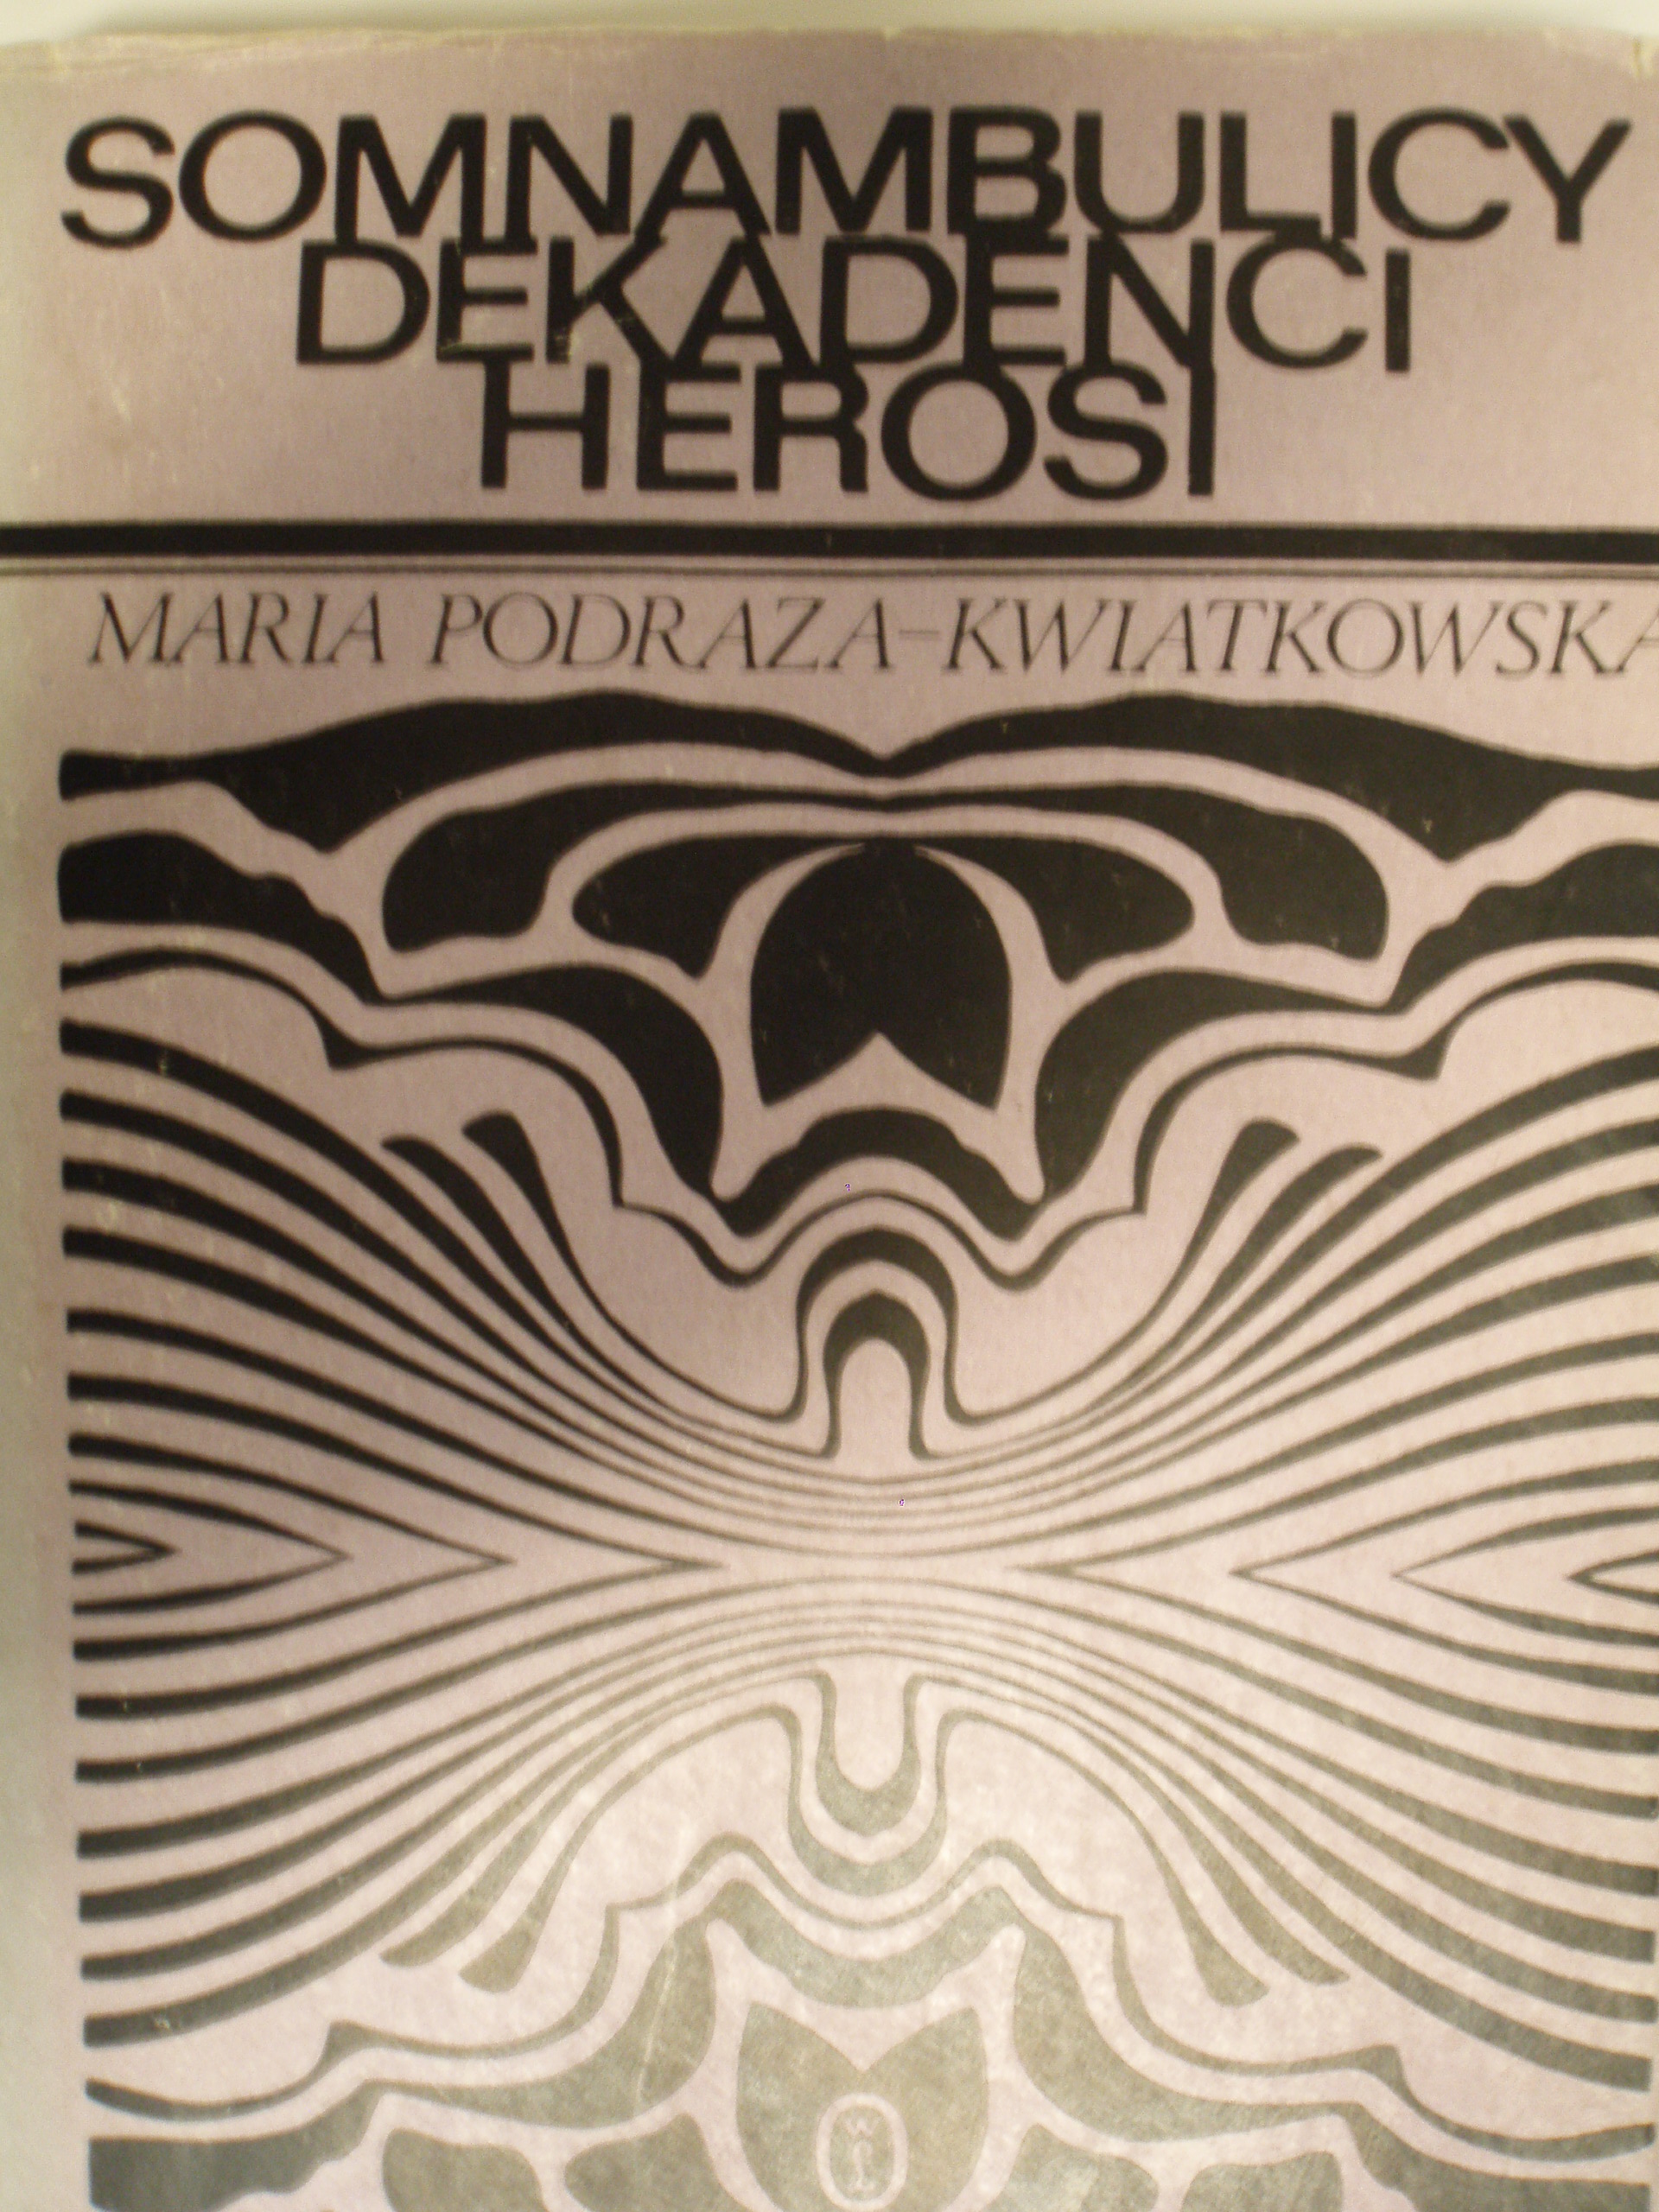 SOMNAMBULICY
DEKADENCI
HEROSI
MARIA PODRAZA-KWIATKOWSKA